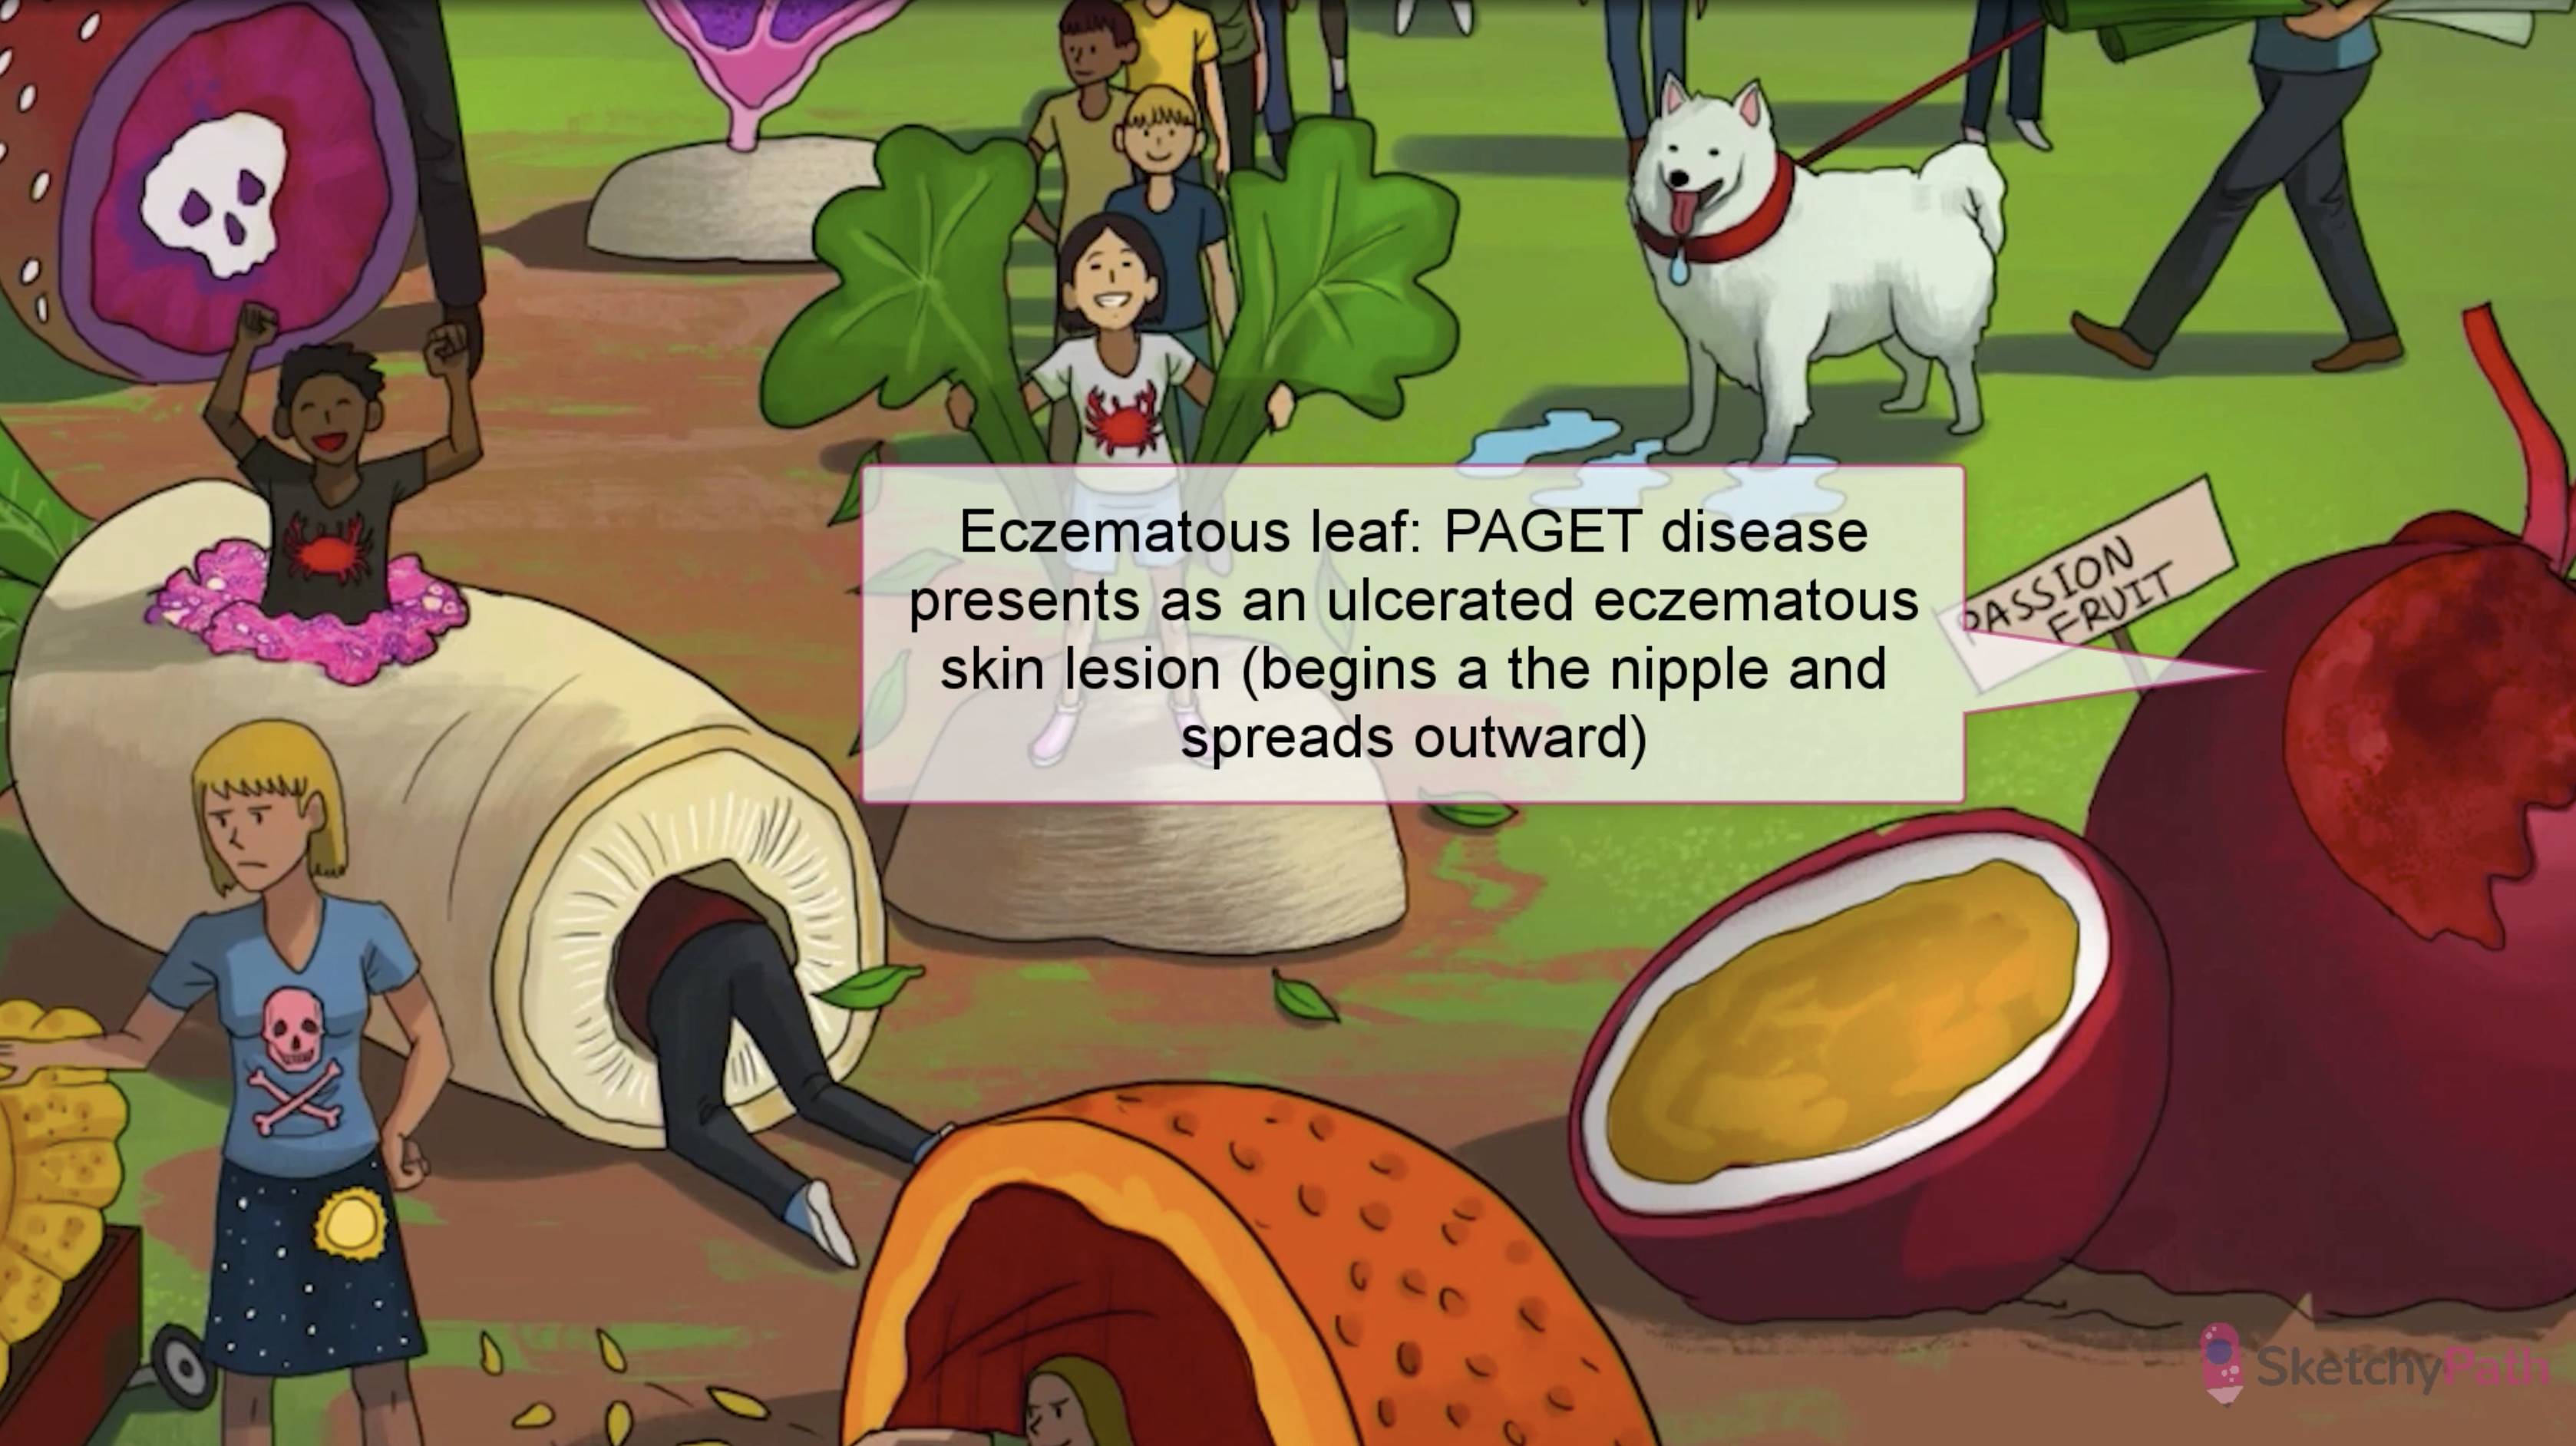 Eczematous leaf: PAGET disease
presents as an ulcerated eczematous
skin lesion (begins a the nipple and
spreads outward)
PASSION
FRUIT
SketchyPath